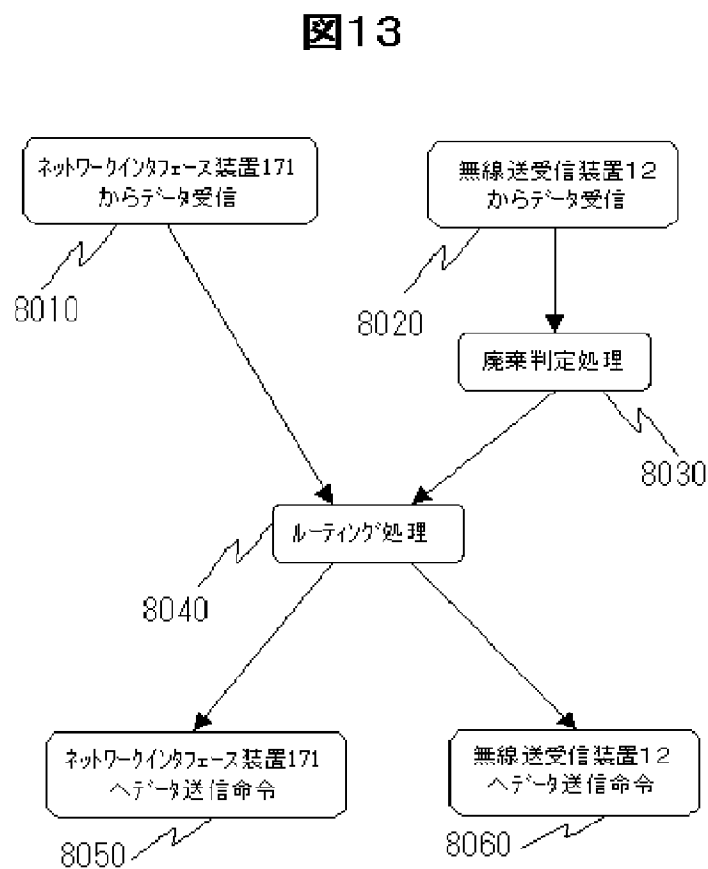 図13
ネットワークインタフェース装置171
からデータ受信
無線送受信装置12
からデータ受信
8010
8020
廃棄判定処理
8030
ルーティング処理
8040
ネットワークインタフェース装置171
へデータ送信命令
無線送受信装置12
へデータ送信命令
8050
8060